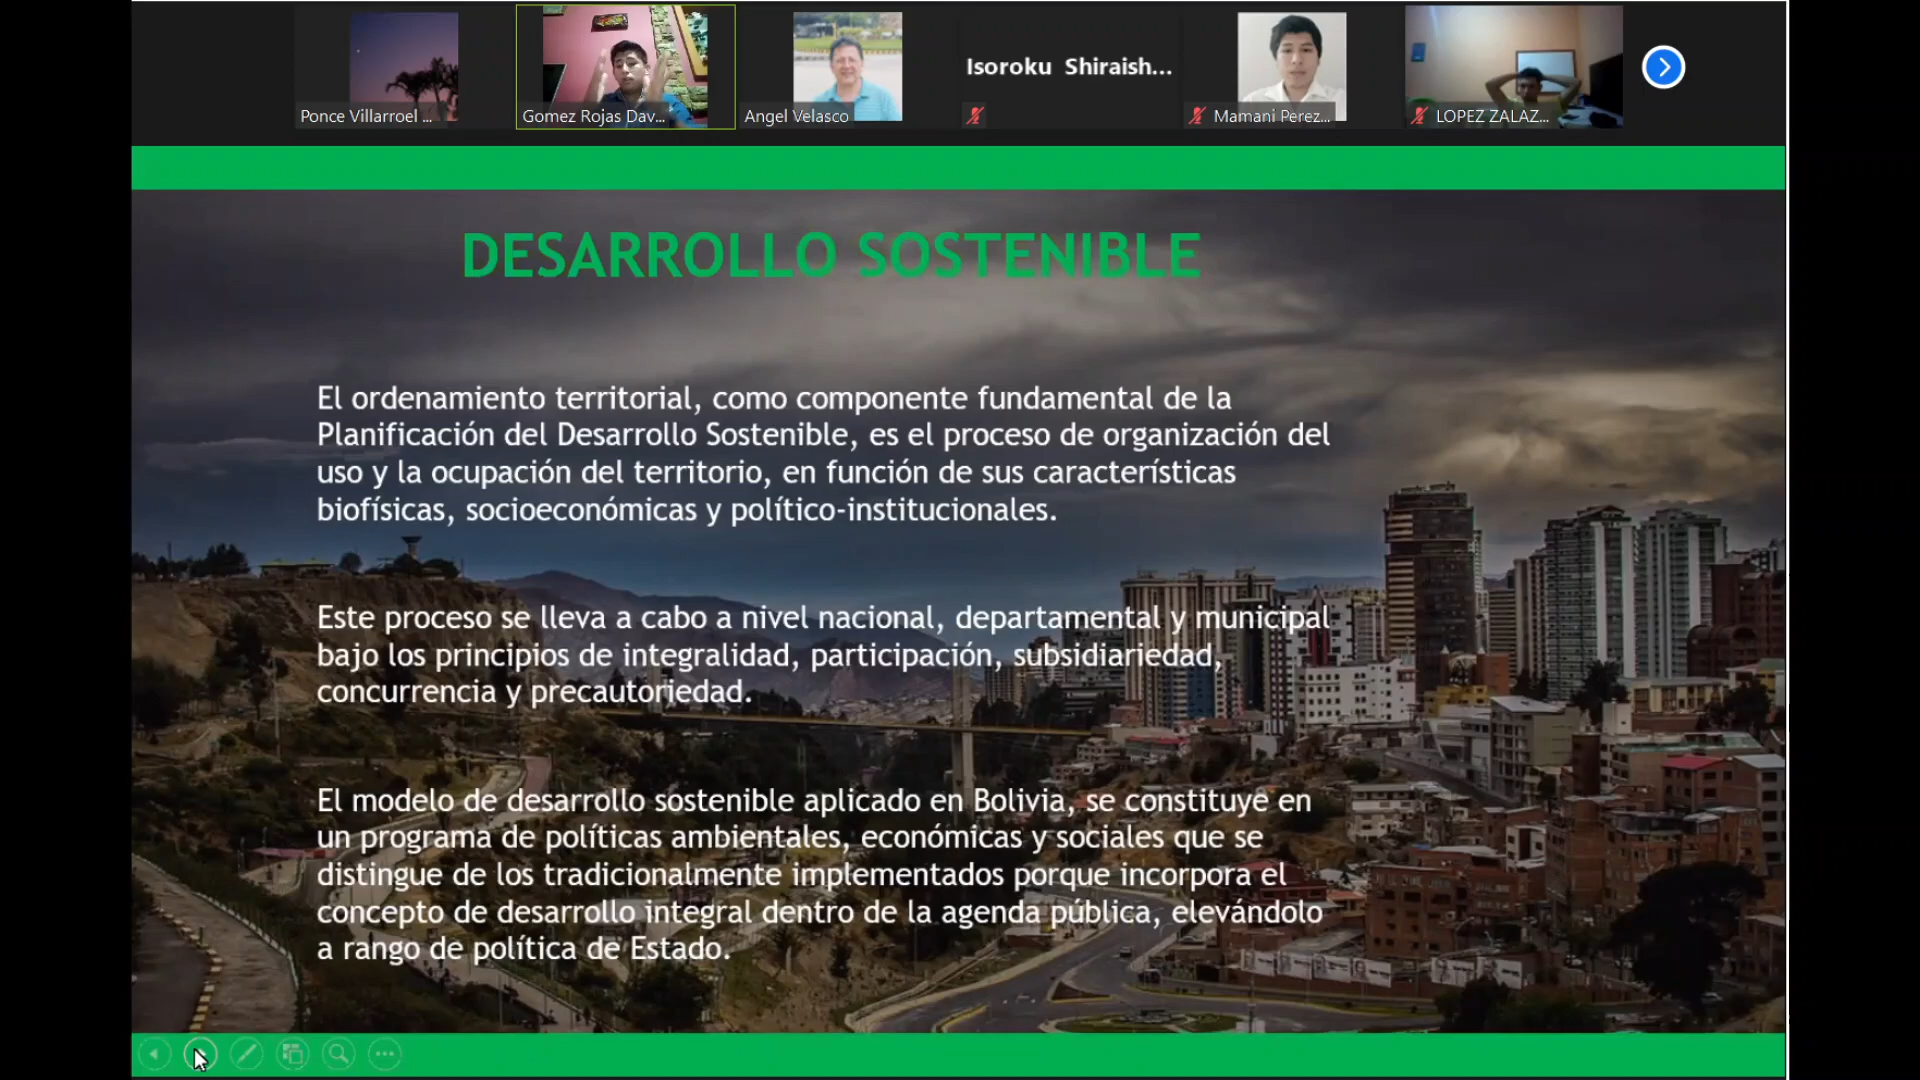 Ponce Villarroel ...
Gomez Rojas Dav...
Angel Velasco
Isoroku Shiraish...
Mamani Perez...
LOPEZ ZALAZ...
DESARROLLO SOSTENIBLE
El ordenamiento territorial, como componente fundamental de la
Planificación del Desarrollo Sostenible, es el proceso de organización del
uso y la ocupación del territorio, en función de sus características
biofísicas, socioeconómicas y político-institucionales.
Este proceso se lleva a cabo a nivel nacional, departamental y municipal
bajo los principios de integralidad, participación, subsidiariedad,
concurrencia y precautoriedad.
El modelo de desarrollo sostenible aplicado en Bolivia, se constituye en
un programa de políticas ambientales, económicas y sociales que se
distingue de los tradicionalmente implementados porque incorpora el
concepto de desarrollo integral dentro de la agenda pública, elevándolo
a rango de política de Estado.